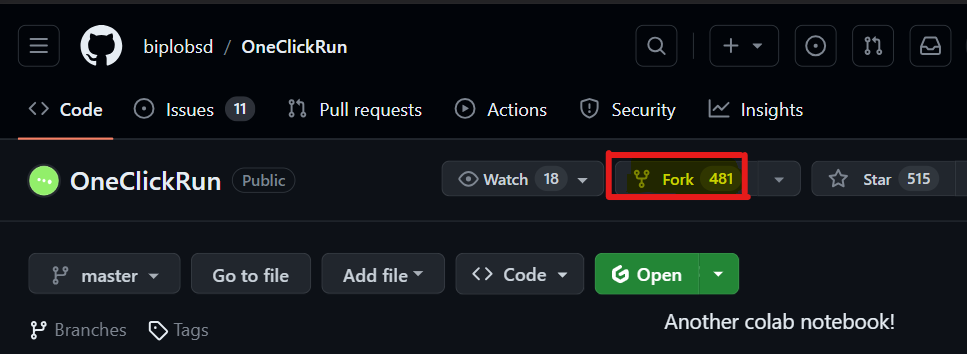 biplobsd / OneClickRun
Code Issues 11 Pull requests Actions Security Insights
OneClickRun Public Watch 18 Fork 481 Star 515
master Go to file Add file Code Open
Branches Tags
Another colab notebook!